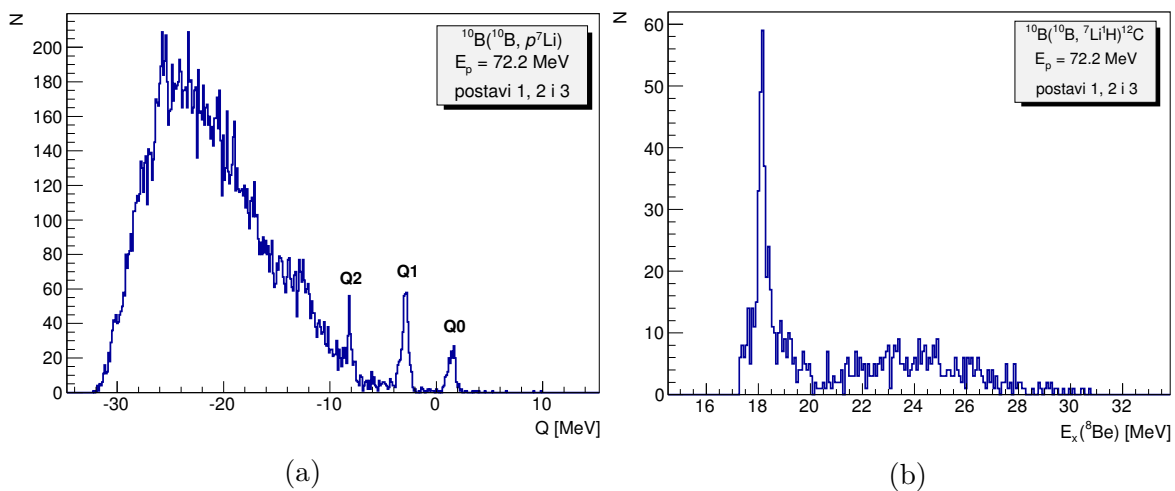 N
¹⁰B(¹⁰B, p⁷Li)
E_p = 72.2 MeV
postavi 1, 2 i 3
200
180
160
140
120
100
80
60
40
20
0
Q2
Q1
Q0
-30 -20 -10 0 10
Q [MeV]
(a)
N
¹⁰B(¹⁰B, ⁷Li¹H)¹²C
E_p = 72.2 MeV
postavi 1, 2 i 3
60
50
40
30
20
10
0
16 18 20 22 24 26 28 30 32
E_x(⁸Be) [MeV]
(b)